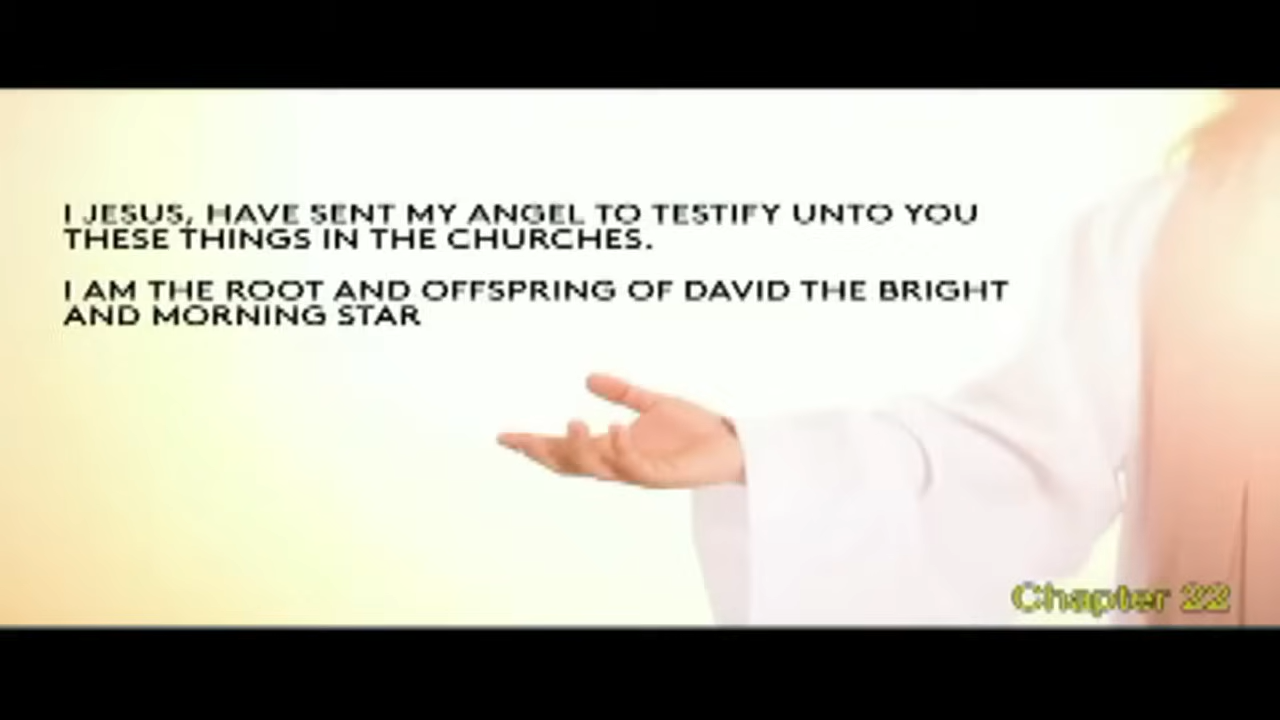 I JESUS, HAVE SENT MY ANGEL TO TESTIFY UNTO YOU
THESE THINGS IN THE CHURCHES.
I AM THE ROOT AND OFFSPRING OF DAVID THE BRIGHT
AND MORNING STAR
Chapter 22